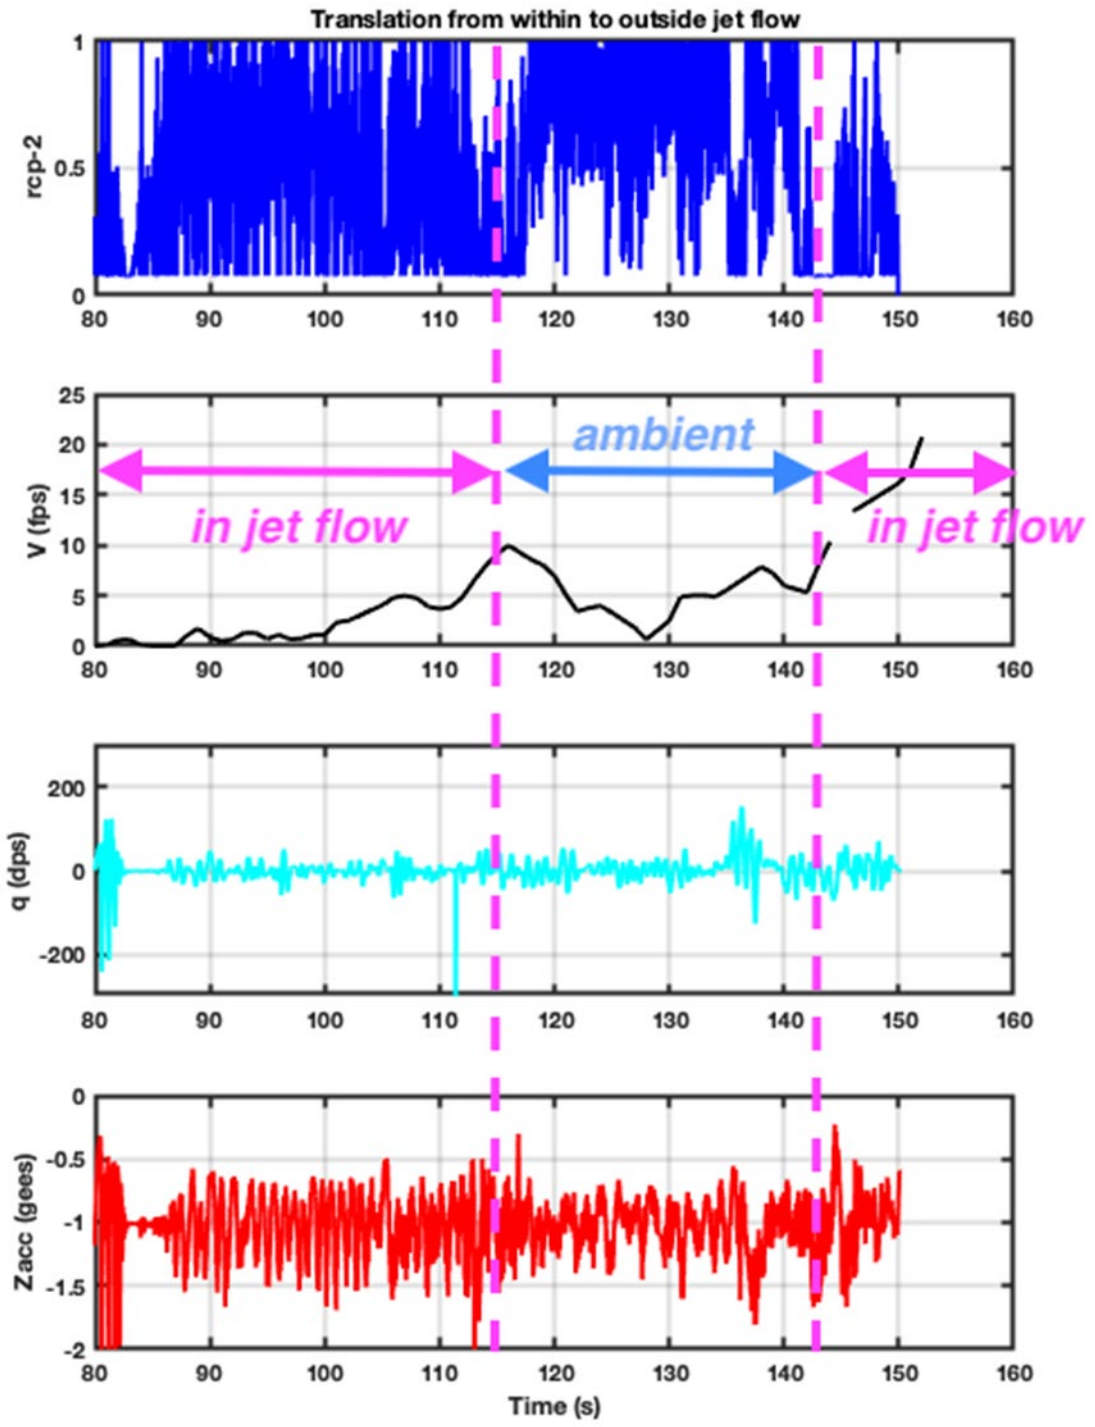 Translation from within to outside jet flow
1
0.5
0
rcp-2
80 90 100 110 120 130 140 150 160
25
20
15
10
5
0
V (fps)
ambient
in jet flow
in jet flow
80 90 100 110 120 130 140 150 160
200
0
-200
q (dps)
80 90 100 110 120 130 140 150 160
0
-0.5
-1
-1.5
-2
Zacc (gees)
80 90 100 110 120 130 140 150 160
Time (s)